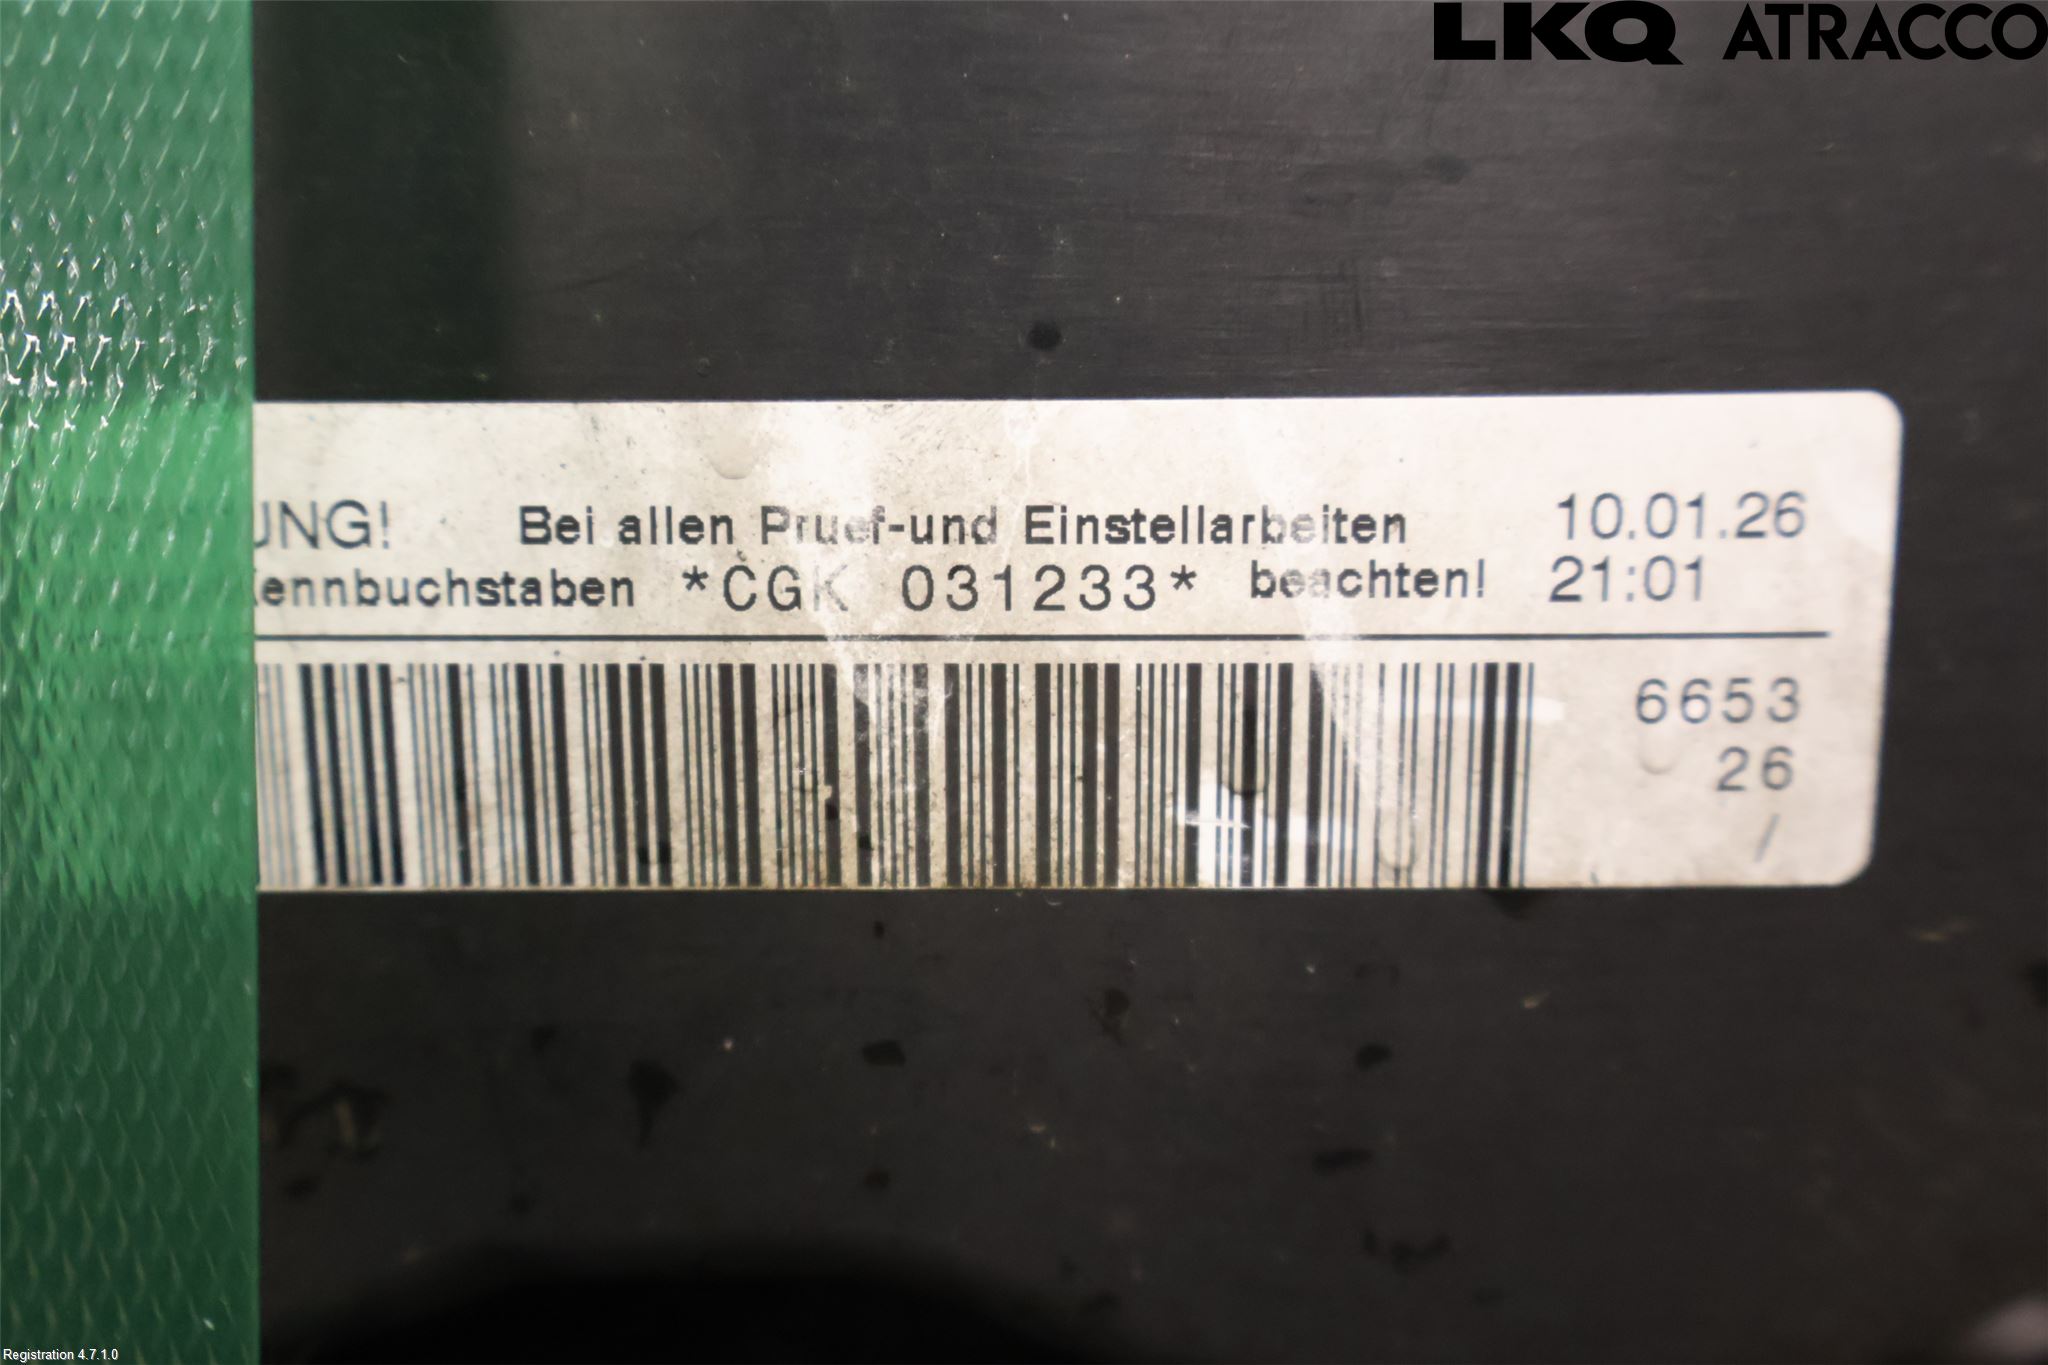 LKQ ATRACCO
UNG! Bei allen Pruef-und Einstellarbeiten 10.01.26
Kennbuchstaben *CGK 031233* beachten! 21:01
6653
26
/
Registration 4.7.1.0